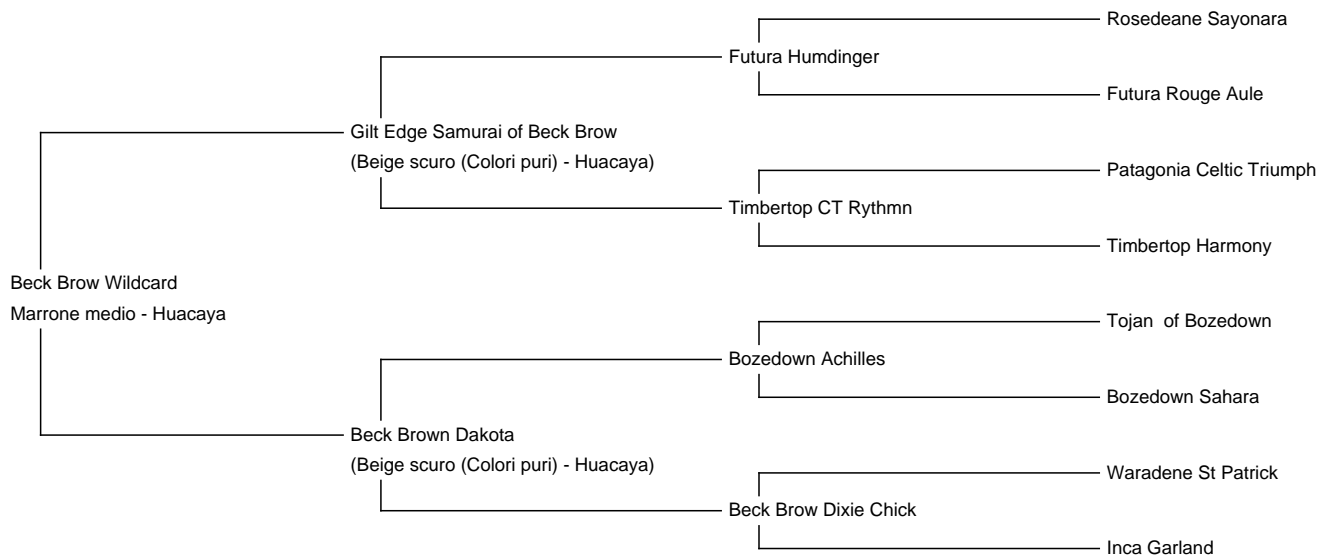 Rosedeane Sayonara
Futura Humdinger
Futura Rouge Aule
Gilt Edge Samurai of Beck Brow
(Beige scuro (Colori puri) - Huacaya)
Patagonia Celtic Triumph
Timbertop CT Rythmn
Timbertop Harmony
Beck Brow Wildcard
Marrone medio - Huacaya
Tojan  of Bozedown
Bozedown Achilles
Bozedown Sahara
Beck Brown Dakota
(Beige scuro (Colori puri) - Huacaya)
Waradene St Patrick
Beck Brow Dixie Chick
Inca Garland